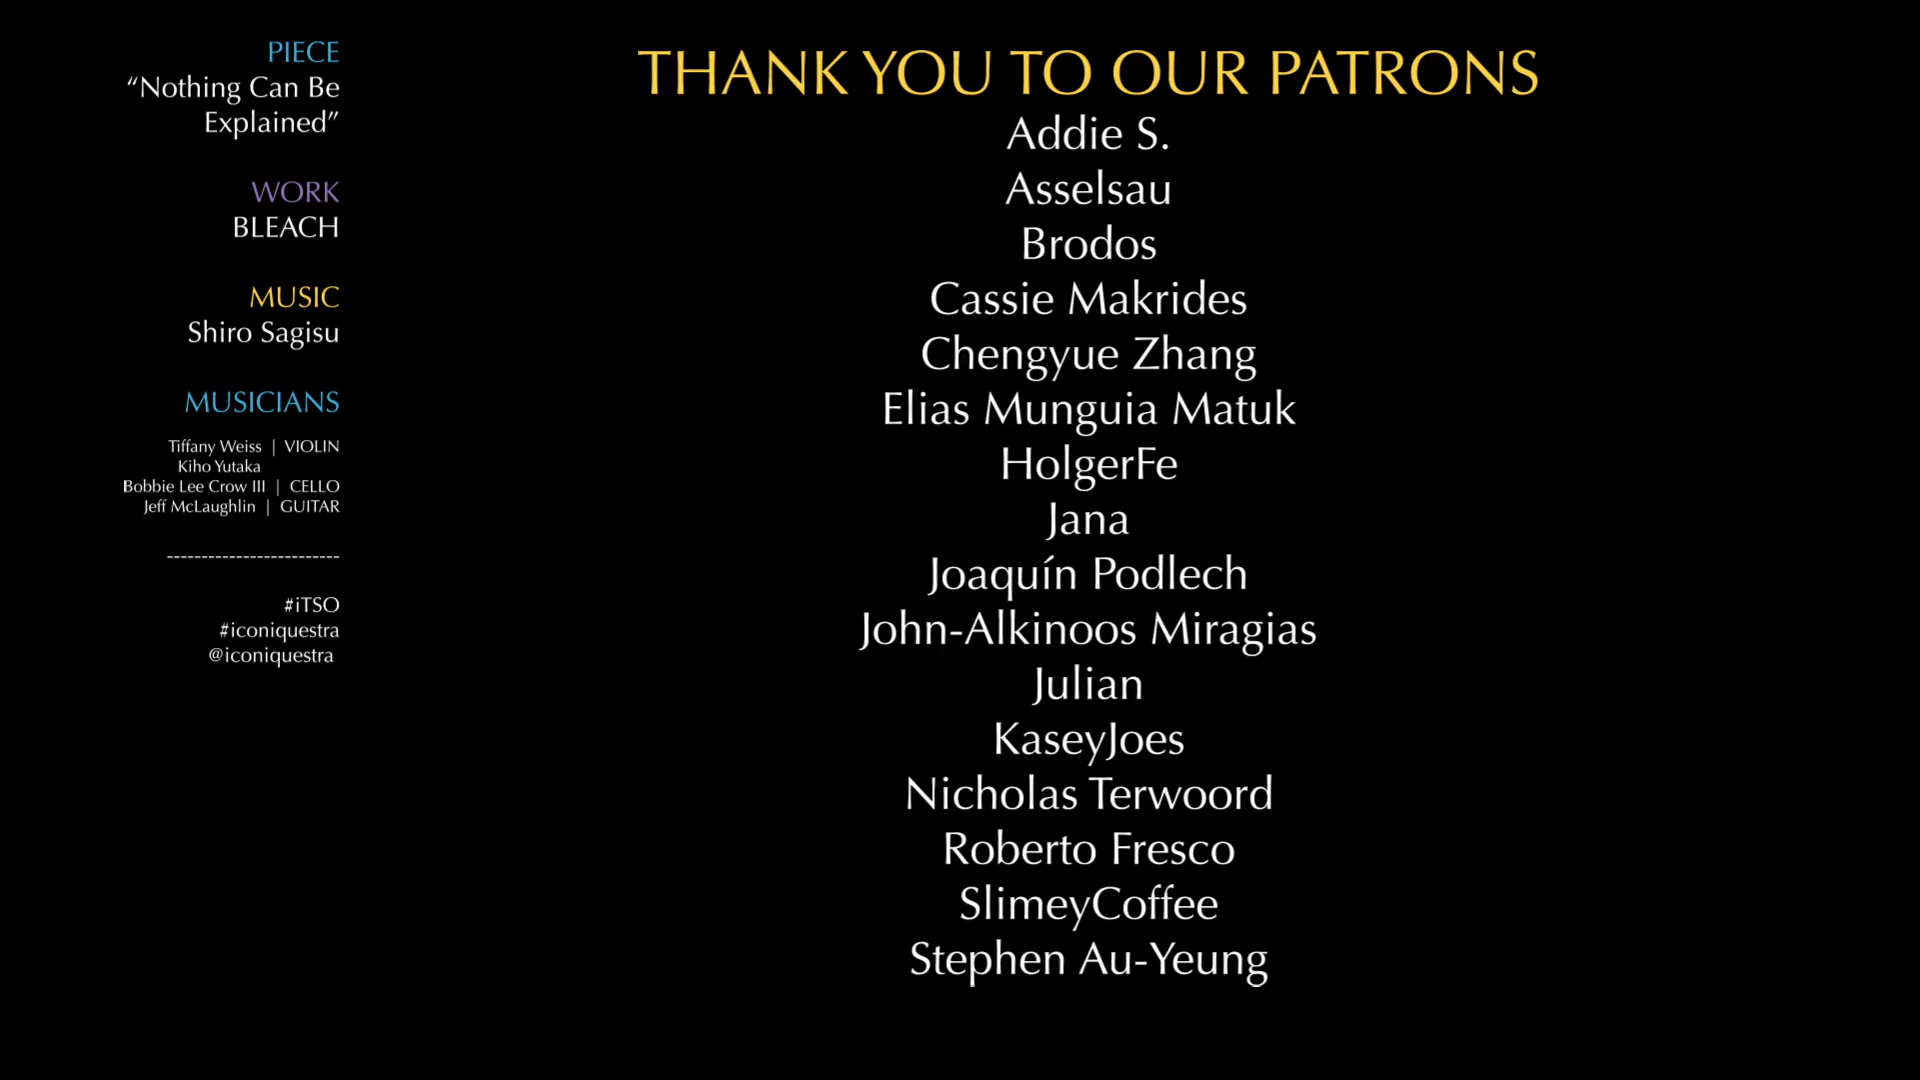 PIECE
“Nothing Can Be
Explained”
WORK
BLEACH
MUSIC
Shiro Sagisu
MUSICIANS
Tiffany Weiss | VIOLIN
Kiho Yutaka
Bobbie Lee Crow III | CELLO
Jeff McLaughlin | GUITAR
-------------------------
#iTSO
#iconiquestra
@iconiquestra
THANK YOU TO OUR PATRONS
Addie S.
Asselsau
Brodos
Cassie Makrides
Chengyue Zhang
Elias Munguia Matuk
HolgerFe
Jana
Joaquín Podlech
John-Alkinoos Miragias
Julian
KaseyJoes
Nicholas Terwoord
Roberto Fresco
SlimeyCoffee
Stephen Au-Yeung